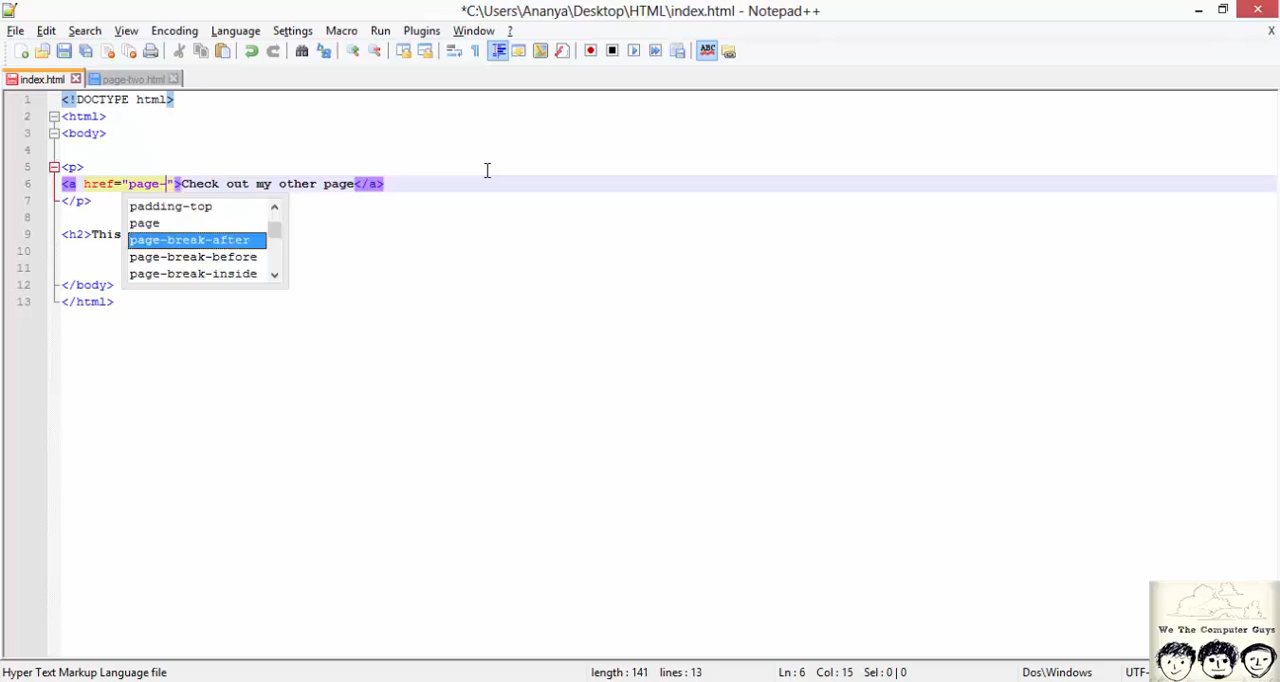 *C:\Users\Ananya\Desktop\HTML\index.html - Notepad++
File Edit Search View Encoding Language Settings Macro Run Plugins Window ? X
ABC
index.html page-two.html
1 <!DOCTYPE html>
2 <html>
3 <body>
4
5 <p>
6 <a href="page-">Check out my other page</a>
7 </p>
8
9 <h2>This
10
11
12 </body>
13 </html>
padding-top
page
page-break-after
page-break-before
page-break-inside
We The Computer Guys
Hyper Text Markup Language file length : 141 lines : 13 Ln : 6 Col : 15 Sel : 0 | 0 Dos\Windows UTF-